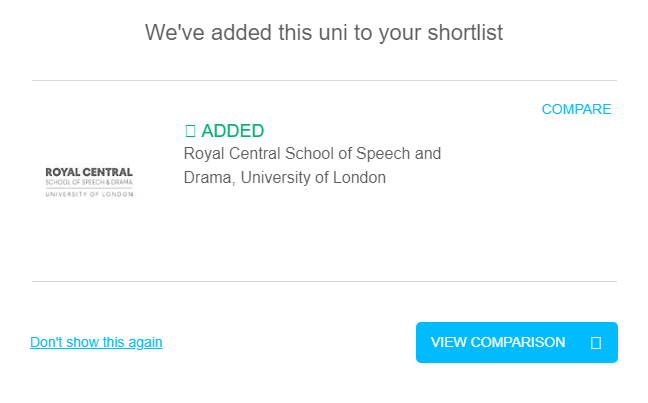 We've added this uni to your shortlist
COMPARE
ADDED
Royal Central School of Speech and
Drama, University of London
ROYAL CENTRAL
SCHOOL OF SPEECH & DRAMA
UNIVERSITY OF LONDON
Don't show this again
VIEW COMPARISON